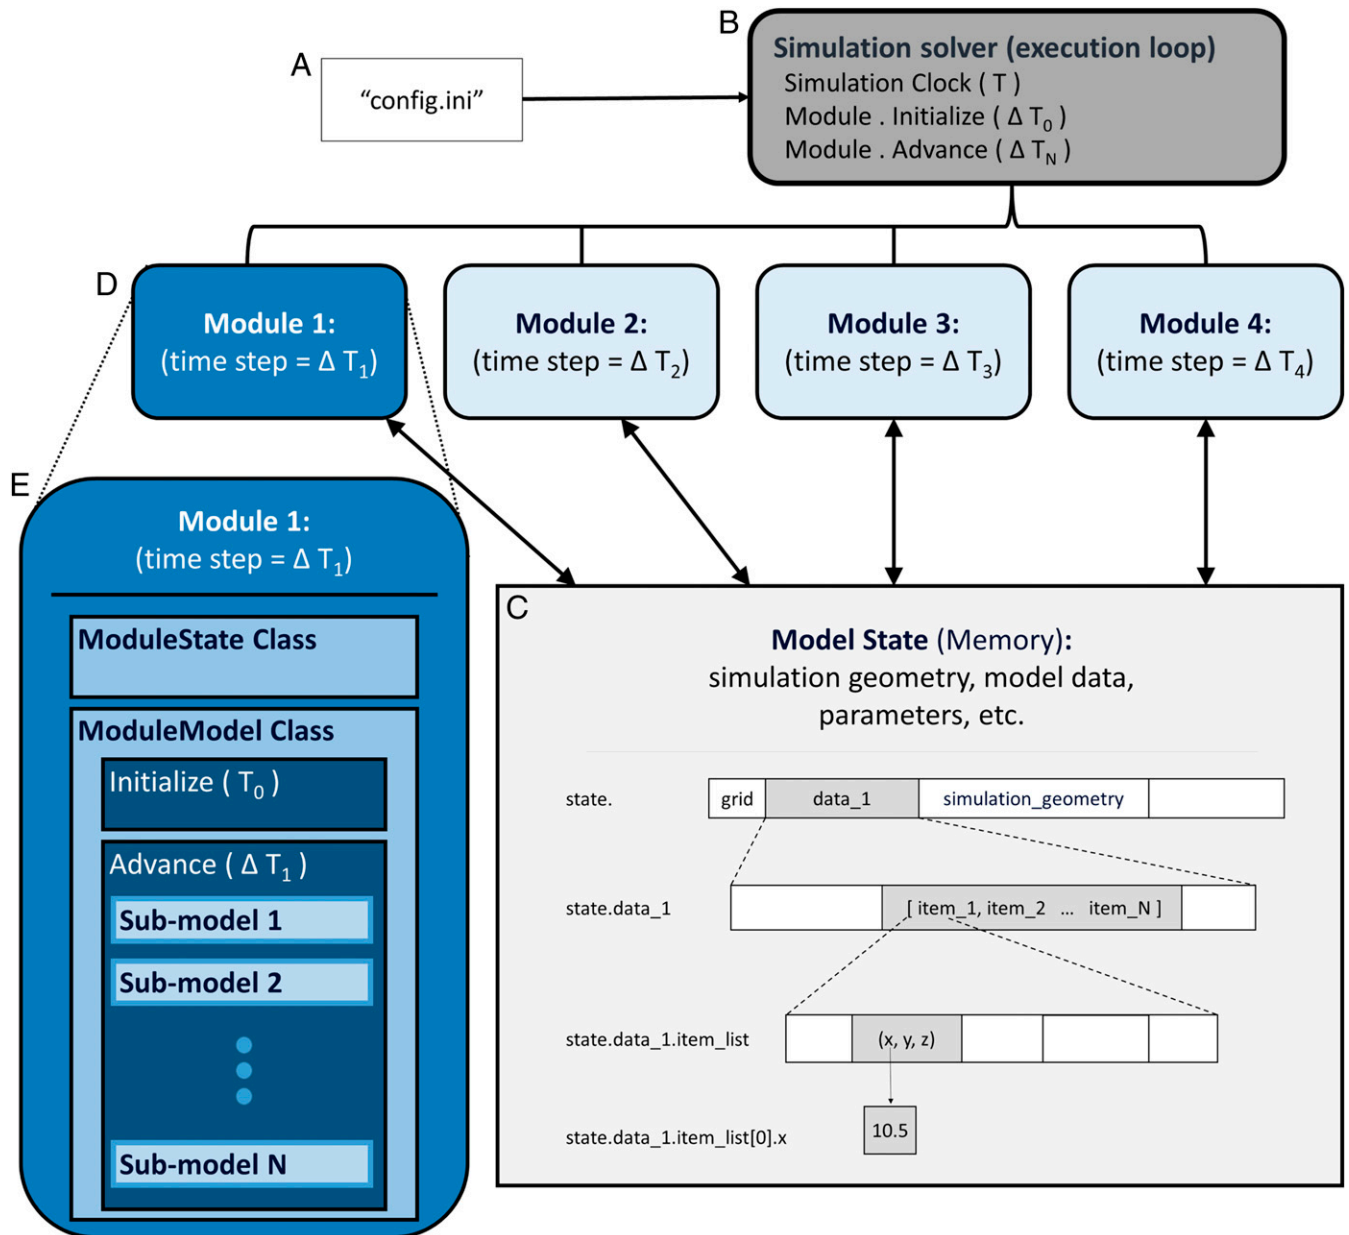 A
“config.ini”
B
Simulation solver (execution loop)
Simulation Clock ( T )
Module . Initialize ( Δ T₀ )
Module . Advance ( Δ T_N )
D
Module 1:
(time step = Δ T₁)
Module 2:
(time step = Δ T₂)
Module 3:
(time step = Δ T₃)
Module 4:
(time step = Δ T₄)
E
Module 1:
(time step = Δ T₁)
ModuleState Class
ModuleModel Class
Initialize ( T₀ )
Advance ( Δ T₁ )
Sub-model 1
Sub-model 2
Sub-model N
C
Model State (Memory):
simulation geometry, model data,
parameters, etc.
state.
grid
data_1
simulation_geometry
state.data_1
[ item_1, item_2 ... item_N ]
state.data_1.item_list
(x, y, z)
state.data_1.item_list[0].x
10.5